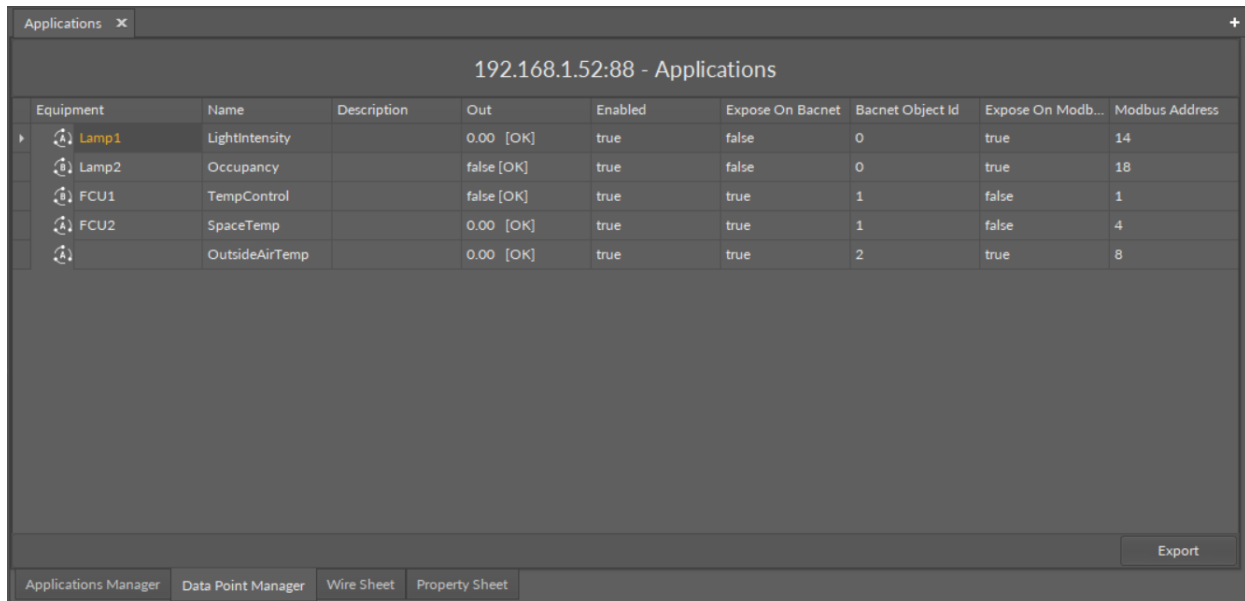 Applications ✕ +
192.168.1.52:88 - Applications
Equipment Name Description Out Enabled Expose On Bacnet Bacnet Object Id Expose On Modb... Modbus Address
A Lamp1 LightIntensity 0.00 [OK] true false 0 true 14
B Lamp2 Occupancy false [OK] true false 0 true 18
B FCU1 TempControl false [OK] true true 1 false 1
A FCU2 SpaceTemp 0.00 [OK] true true 1 false 4
A OutsideAirTemp 0.00 [OK] true true 2 true 8
Export
Applications Manager Data Point Manager Wire Sheet Property Sheet